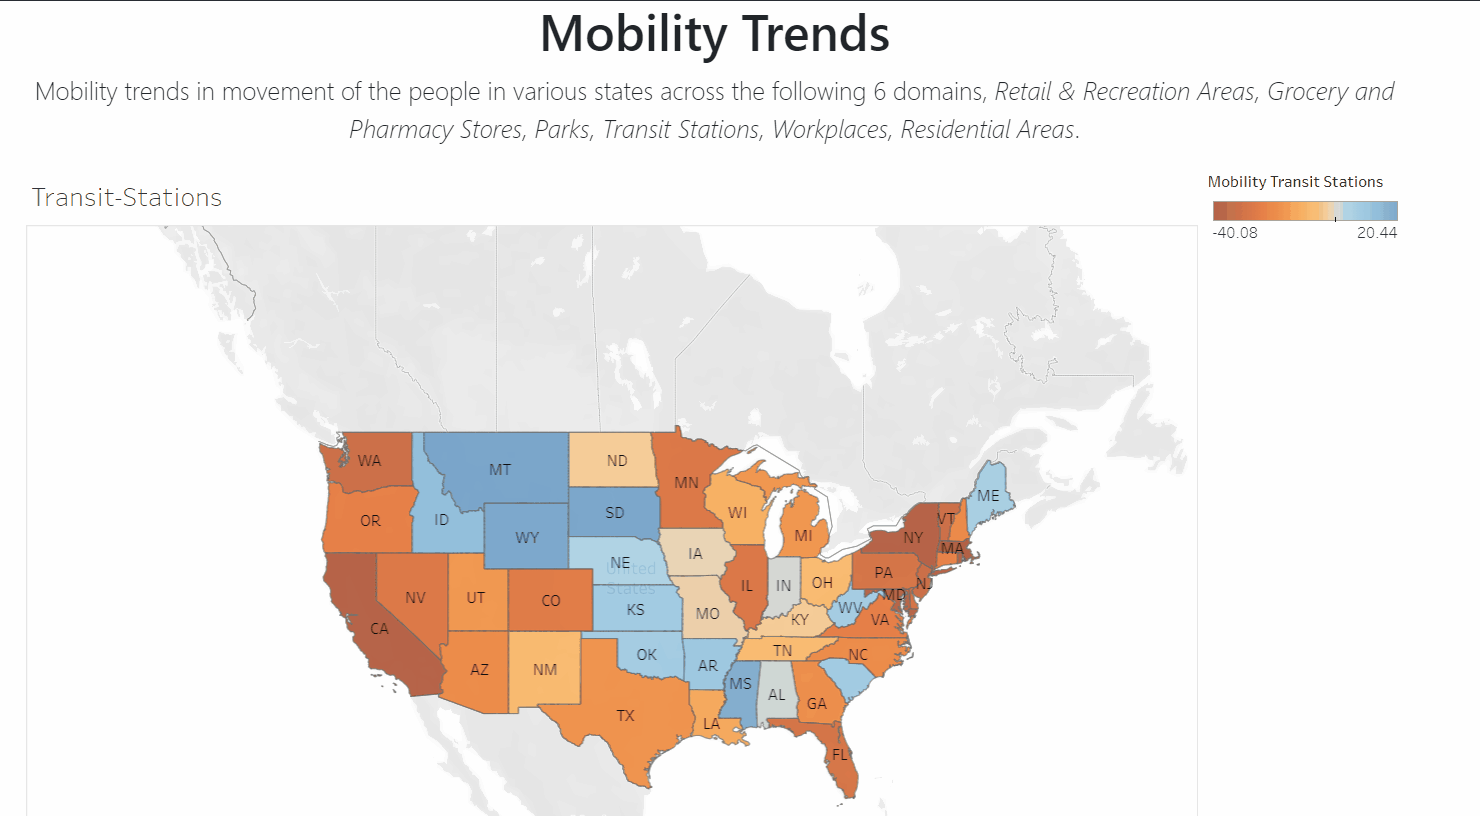 Mobility Trends
Mobility trends in movement of the people in various states across the following 6 domains, Retail & Recreation Areas, Grocery and
Pharmacy Stores, Parks, Transit Stations, Workplaces, Residential Areas.
Transit-Stations
Mobility Transit Stations
-40.08 20.44
WA
MT
ND
MN
OR
ID
WY
SD
WI
MI
ME
VT
NY
MA
NE
United
States
IA
NV
UT
CO
KS
MO
IL
IN
OH
PA
NJ
MD
WV
VA
KY
CA
AZ
NM
OK
AR
TN
NC
TX
LA
MS
AL
GA
FL